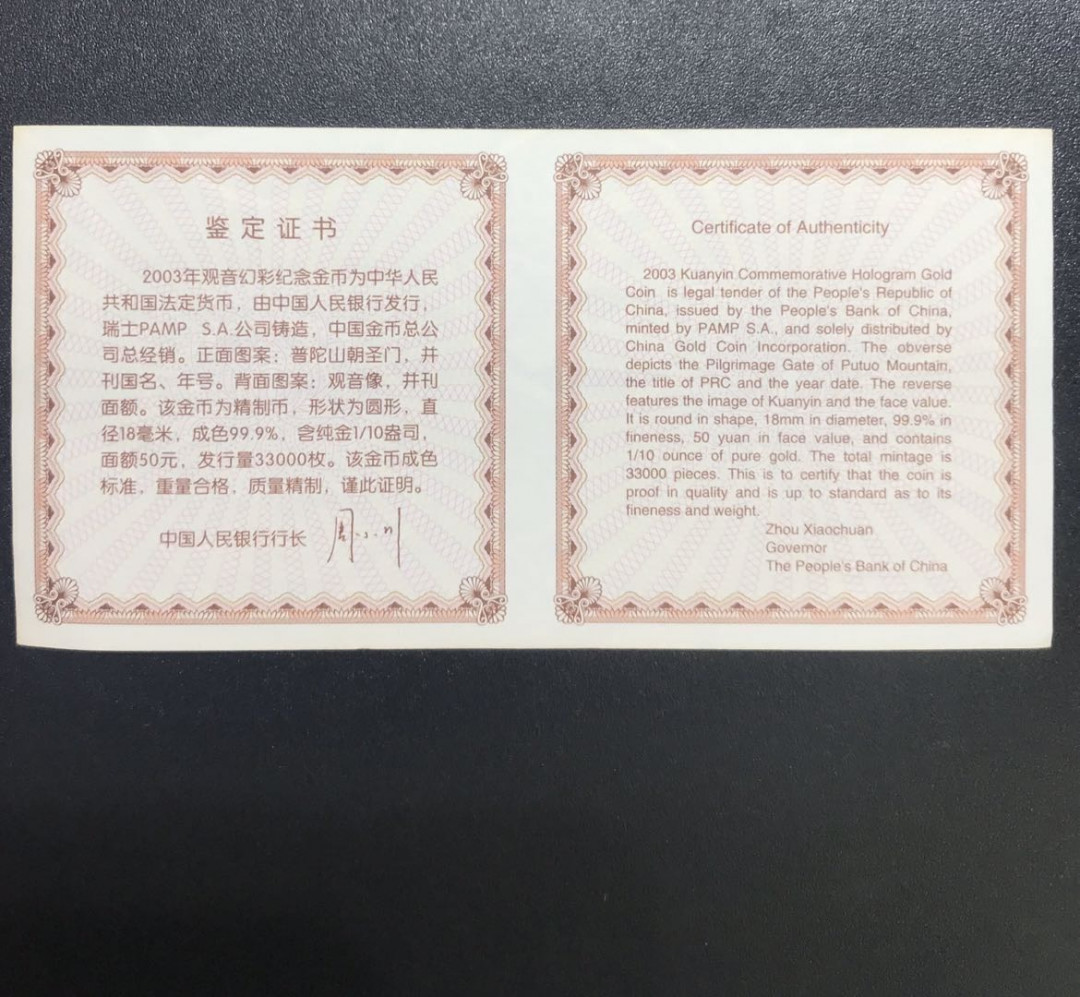 鉴定证书
2003年观音幻彩纪念金币为中华人民
共和国法定货币，由中国人民银行发行，
瑞士PAMP S.A.公司铸造，中国金币总公
司总经销。正面图案：普陀山朝圣门，并
刊国名、年号。背面图案：观音像，并刊
面额。该金币为精制币，形状为圆形，直
径18毫米，成色99.9%，含纯金1/10盎司，
面额50元，发行量33000枚。该金币成色
标准，重量合格，质量精制，谨此证明。
中国人民银行行长 周小川
Certificate of Authenticity
2003 Kuanyin Commemorative Hologram Gold
Coin is legal tender of the People's Republic of
China, issued by the People's Bank of China,
minted by PAMP S.A., and solely distributed by
China Gold Coin Incorporation. The obverse
depicts the Pilgrimage Gate of Putuo Mountain,
the title of PRC and the year date. The reverse
features the image of Kuanyin and the face value.
It is round in shape, 18mm in diameter, 99.9% in
fineness, 50 yuan in face value, and contains
1/10 ounce of pure gold. The total mintage is
33000 pieces. This is to certify that the coin is
proof in quality and is up to standard as to its
fineness and weight.
Zhou Xiaochuan
Governor
The People's Bank of China